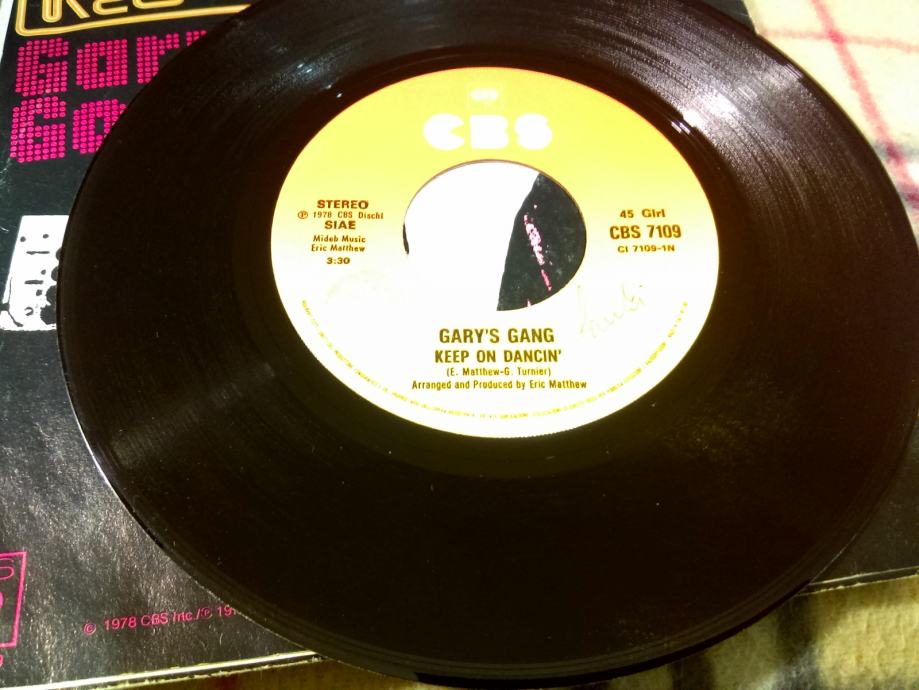 CBS
STEREO
℗ 1978 CBS Dischi
SIAE
Mideb Music
Eric Matthew
3:30
45 Giri
CBS 7109
CI 7109-1N
GARY'S GANG
KEEP ON DANCIN'
(E. Matthew-G. Turnier)
Arranged and Produced by Eric Matthew
© 1978 CBS Inc./℗